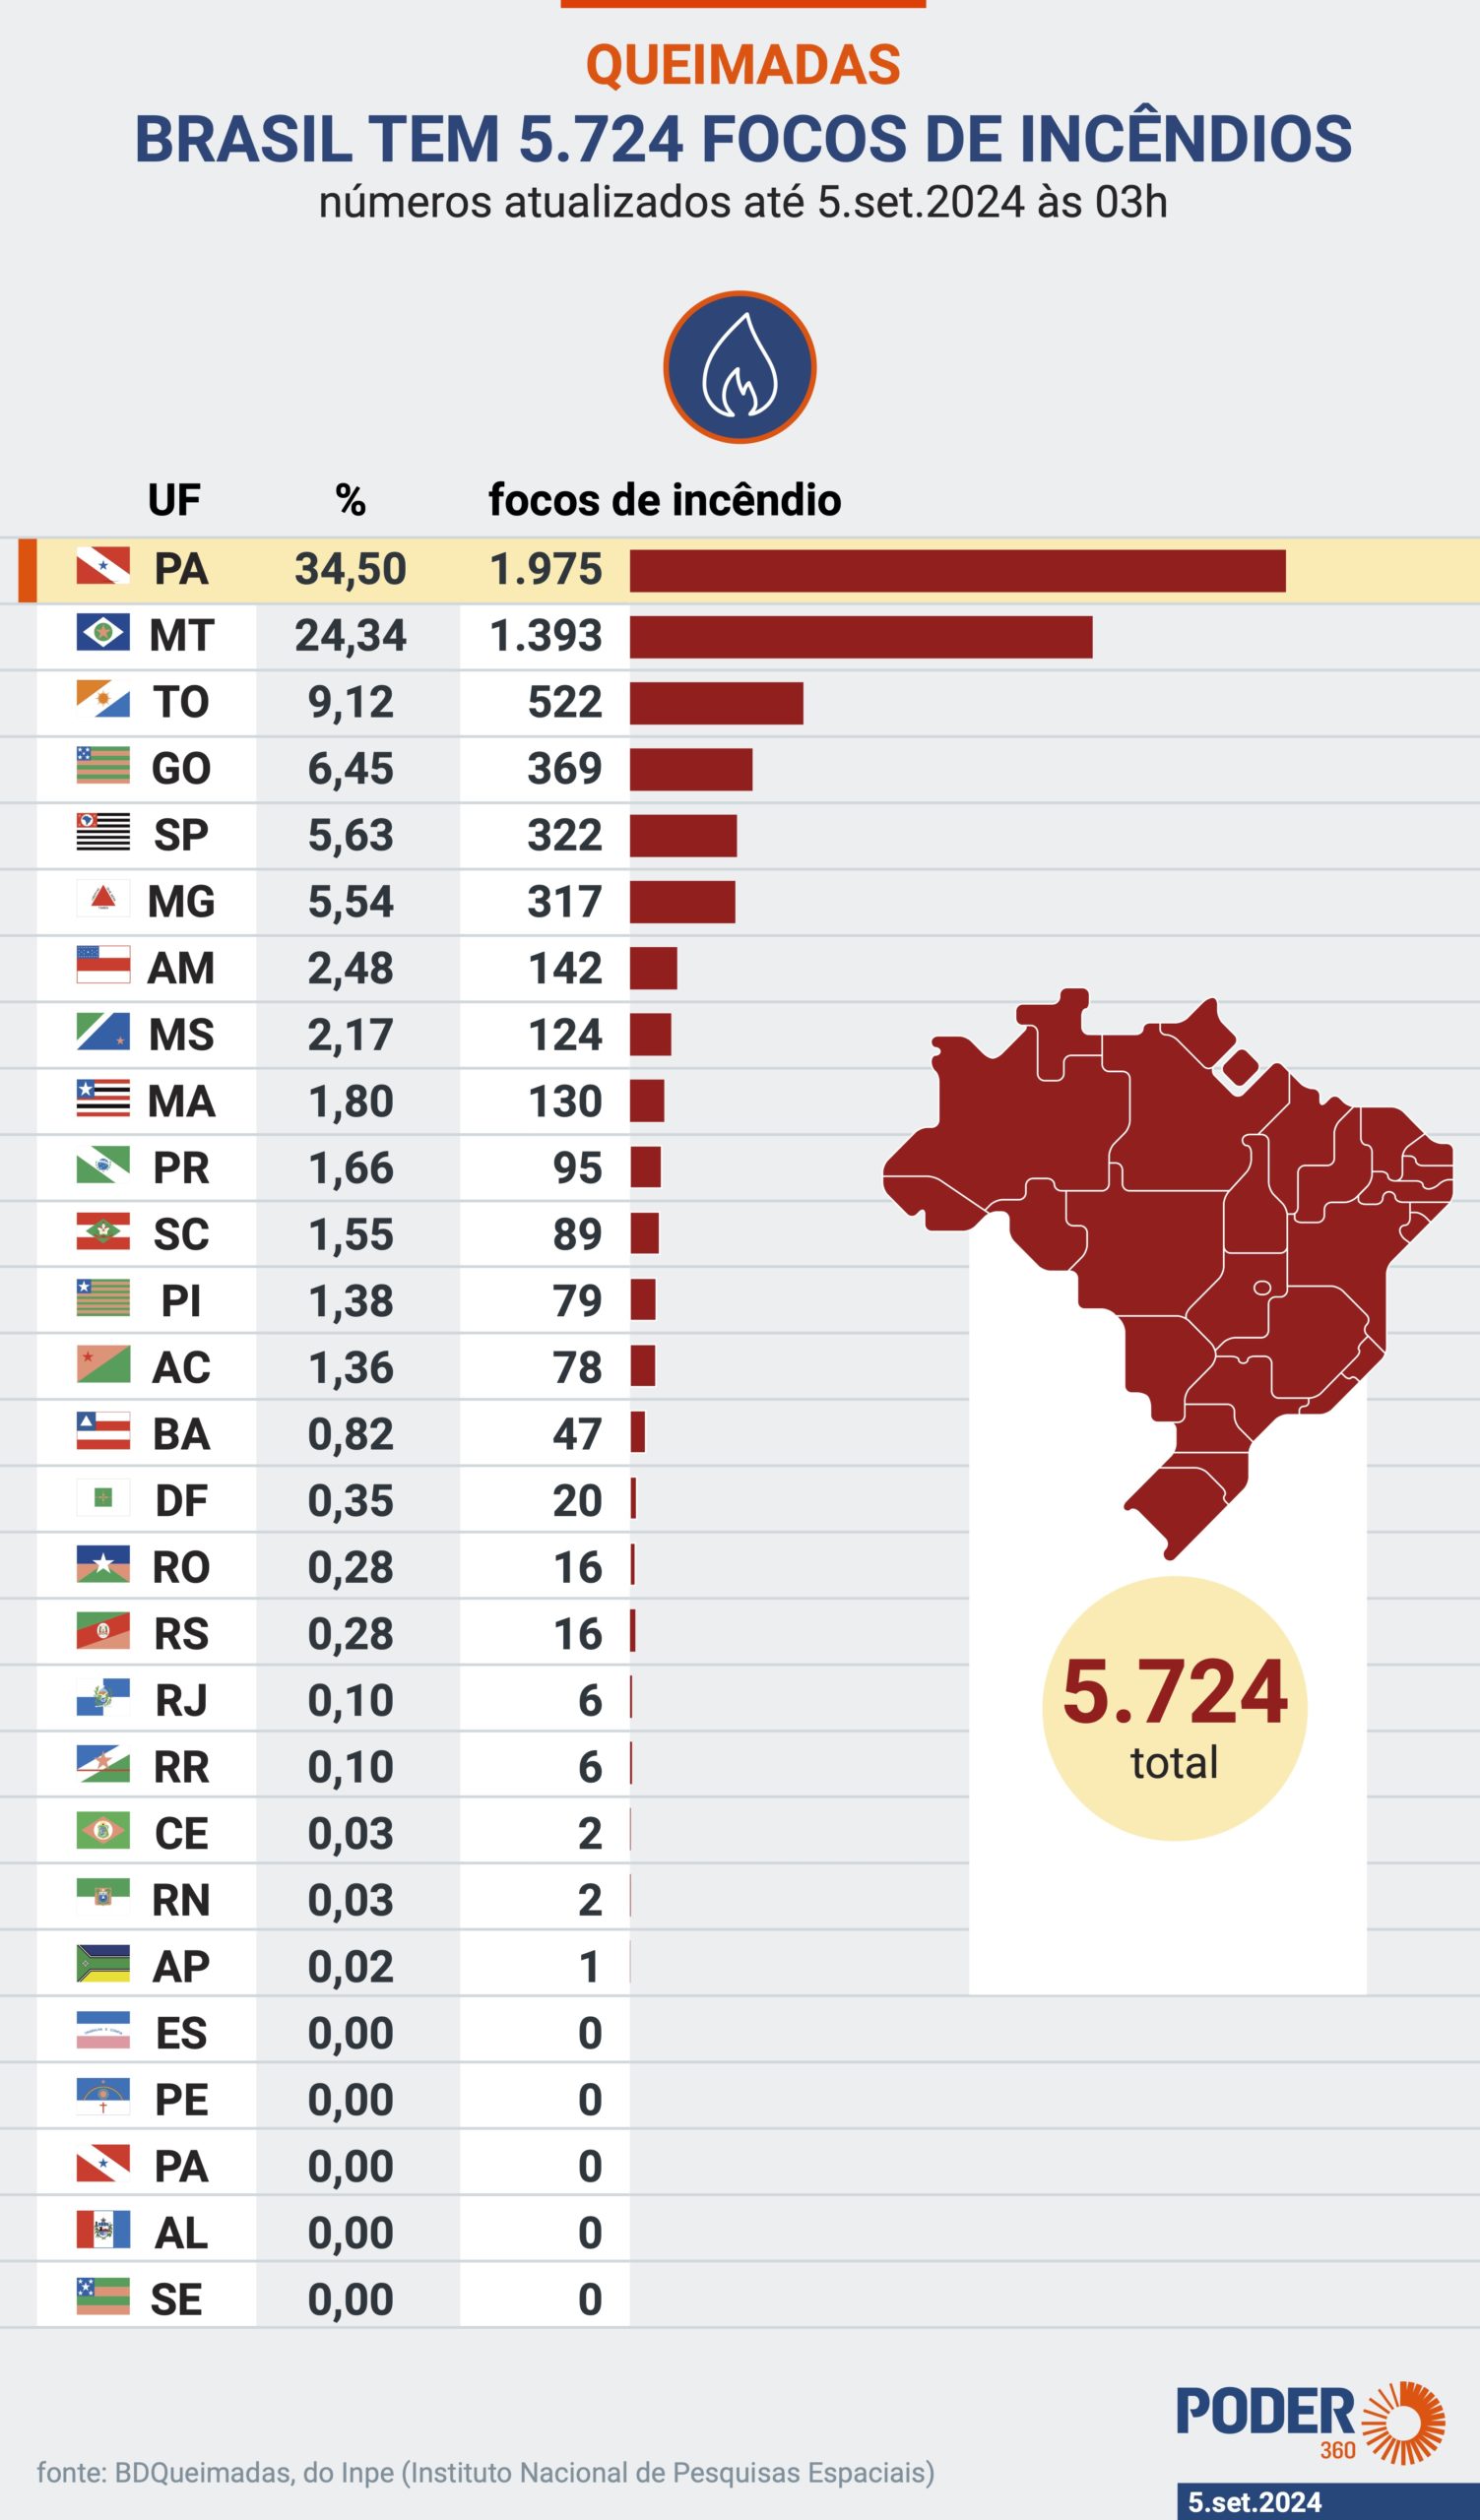 QUEIMADAS
BRASIL TEM 5.724 FOCOS DE INCÊNDIOS
números atualizados até 5.set.2024 às 03h
UF % focos de incêndio
PA 34,50 1.975
MT 24,34 1.393
TO 9,12 522
GO 6,45 369
SP 5,63 322
MG 5,54 317
AM 2,48 142
MS 2,17 124
MA 1,80 130
PR 1,66 95
SC 1,55 89
PI 1,38 79
AC 1,36 78
BA 0,82 47
DF 0,35 20
RO 0,28 16
RS 0,28 16
RJ 0,10 6
RR 0,10 6
CE 0,03 2
RN 0,03 2
AP 0,02 1
ES 0,00 0
PE 0,00 0
PA 0,00 0
AL 0,00 0
SE 0,00 0
5.724
total
PODER
360
fonte: BDQueimadas, do Inpe (Instituto Nacional de Pesquisas Espaciais)
5.set.2024